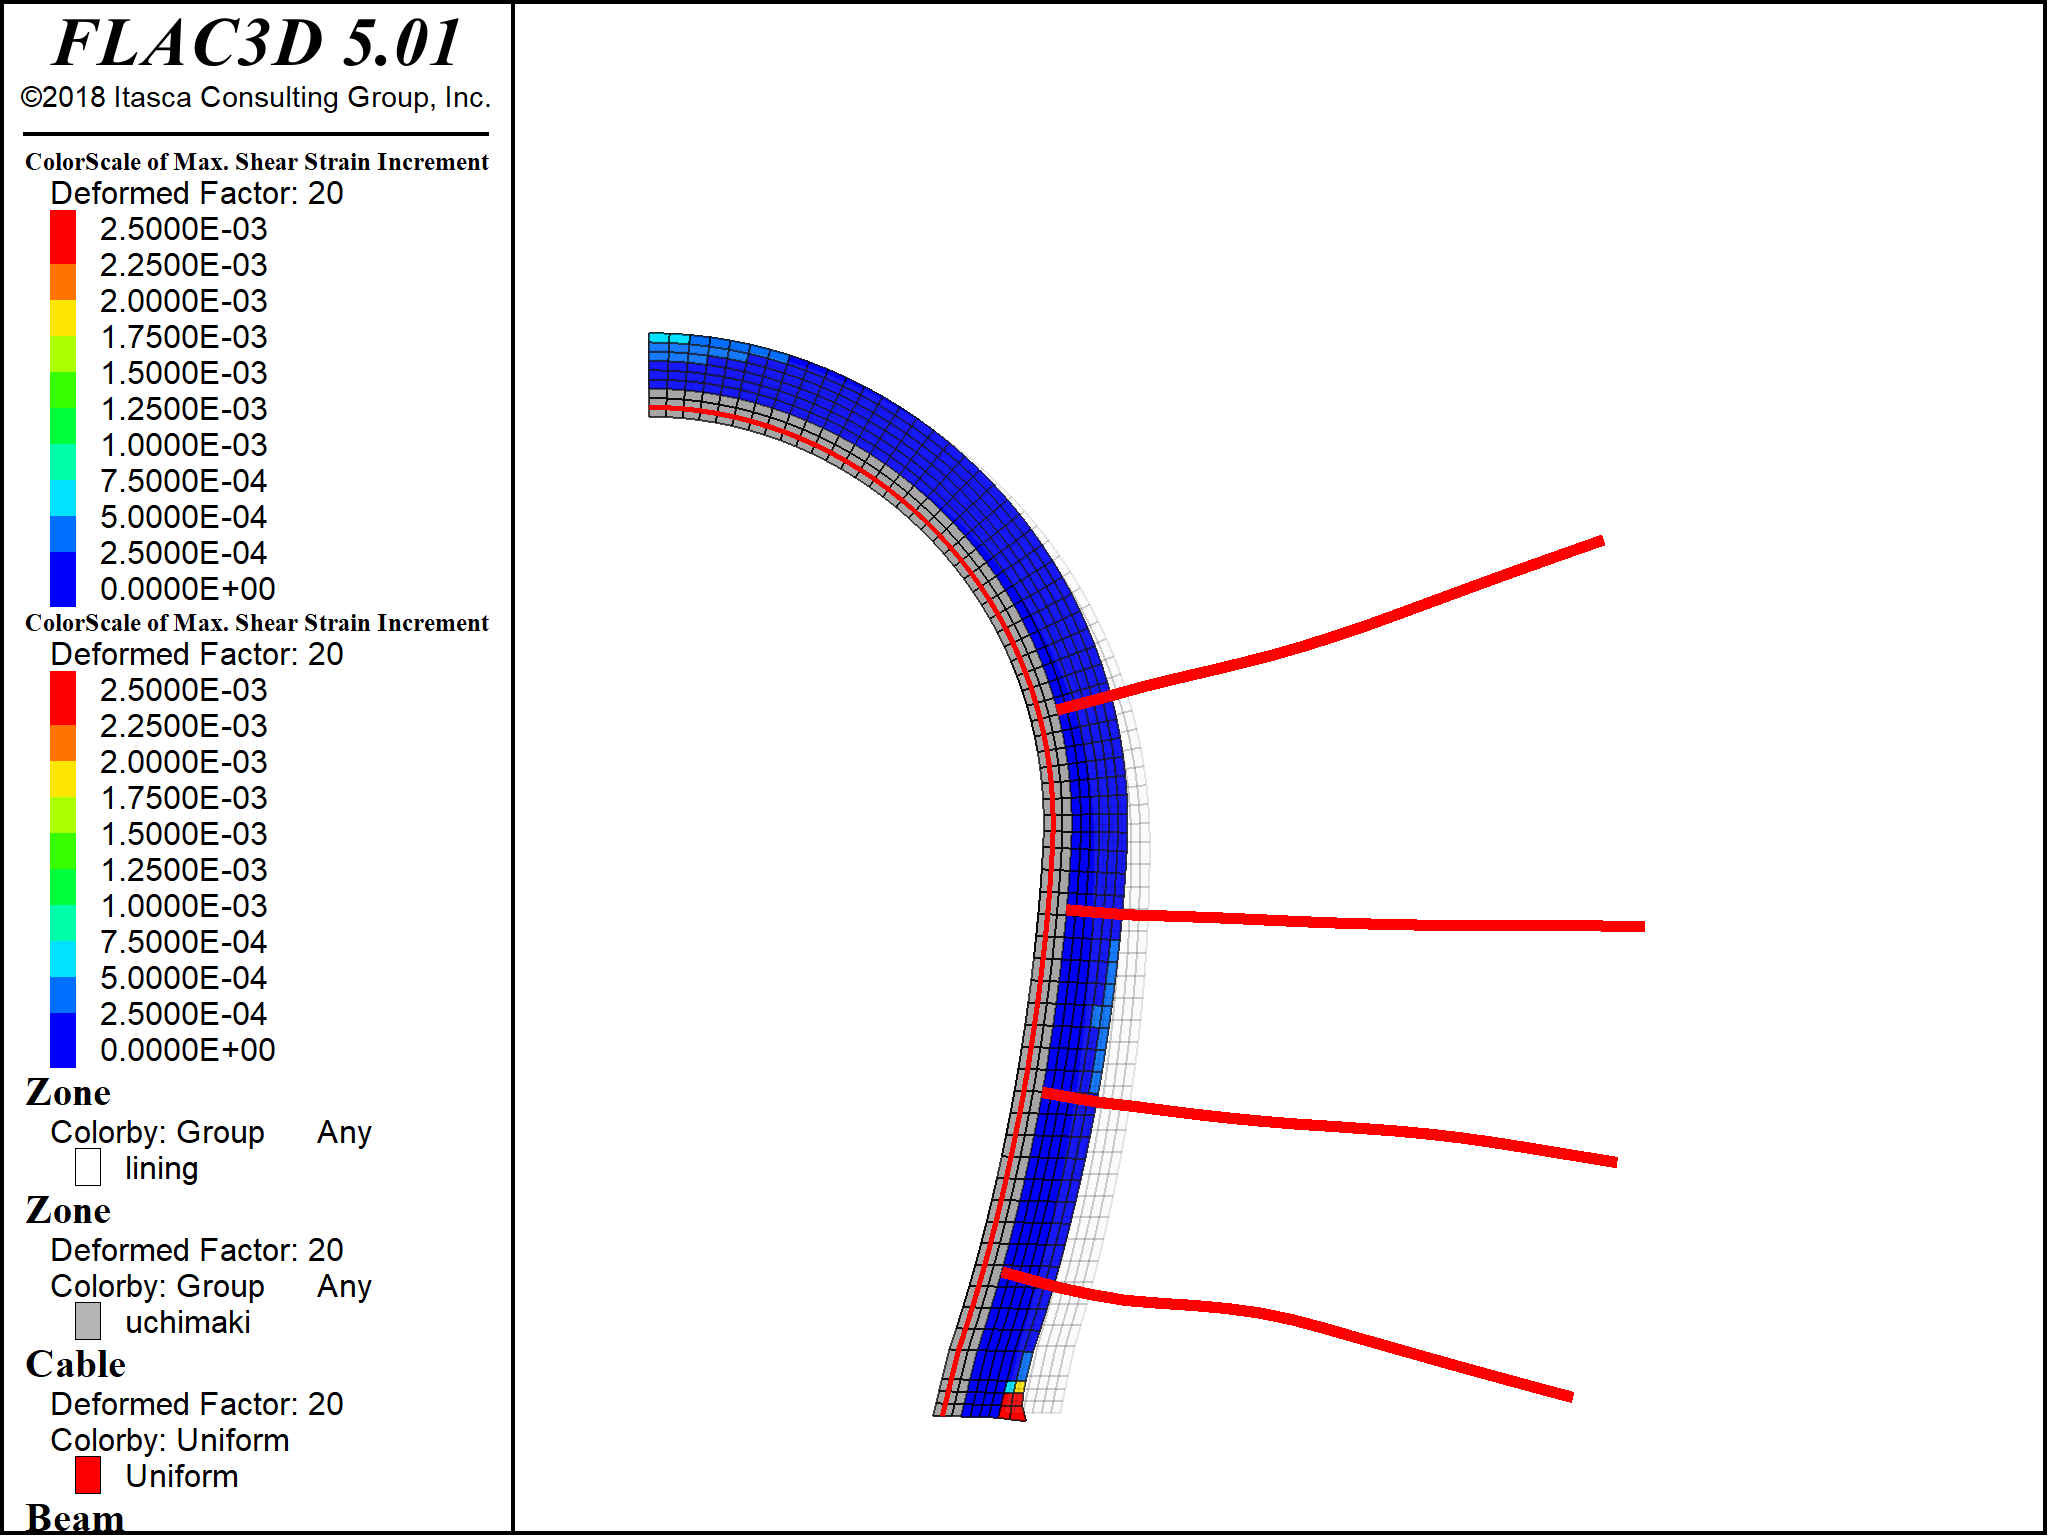 FLAC3D 5.01
©2018 Itasca Consulting Group, Inc.
ColorScale of Max. Shear Strain Increment
Deformed Factor: 20
2.5000E-03
2.2500E-03
2.0000E-03
1.7500E-03
1.5000E-03
1.2500E-03
1.0000E-03
7.5000E-04
5.0000E-04
2.5000E-04
0.0000E+00
ColorScale of Max. Shear Strain Increment
Deformed Factor: 20
2.5000E-03
2.2500E-03
2.0000E-03
1.7500E-03
1.5000E-03
1.2500E-03
1.0000E-03
7.5000E-04
5.0000E-04
2.5000E-04
0.0000E+00
Zone
Colorby: Group Any
lining
Zone
Deformed Factor: 20
Colorby: Group Any
uchimaki
Cable
Deformed Factor: 20
Colorby: Uniform
Uniform
Beam